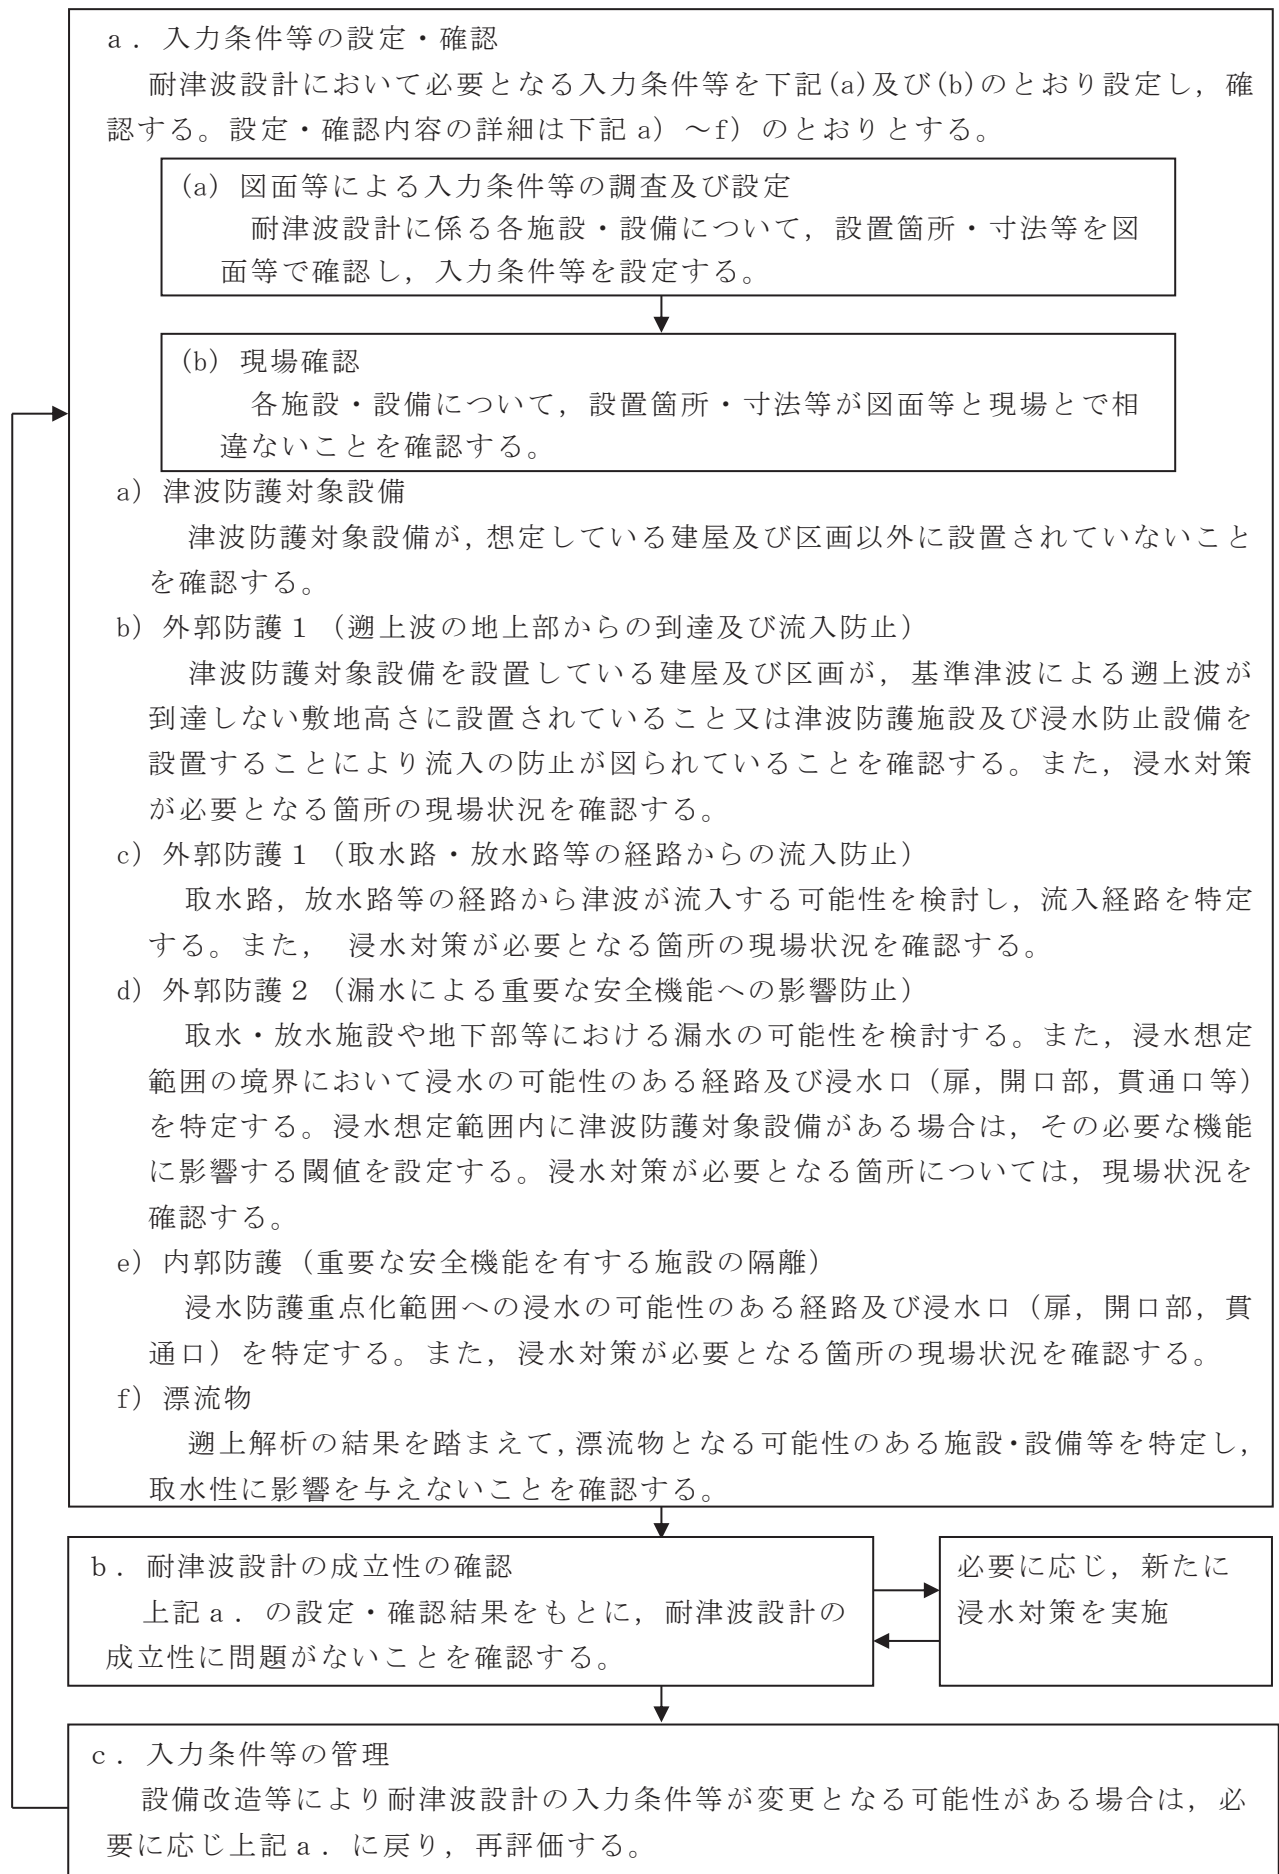 a．入力条件等の設定・確認
耐津波設計において必要となる入力条件等を下記(a)及び(b)のとおり設定し，確
認する。設定・確認内容の詳細は下記 a）～f）のとおりとする。
(a) 図面等による入力条件等の調査及び設定
耐津波設計に係る各施設・設備について，設置箇所・寸法等を図
面等で確認し，入力条件等を設定する。
(b) 現場確認
各施設・設備について，設置箇所・寸法等が図面等と現場とで相
違ないことを確認する。
a）津波防護対象設備
津波防護対象設備が，想定している建屋及び区画以外に設置されていないこと
を確認する。
b）外郭防護１（遡上波の地上部からの到達及び流入防止）
津波防護対象設備を設置している建屋及び区画が，基準津波による遡上波が
到達しない敷地高さに設置されていること又は津波防護施設及び浸水防止設備を
設置することにより流入の防止が図られていることを確認する。また，浸水対策
が必要となる箇所の現場状況を確認する。
c）外郭防護１（取水路・放水路等の経路からの流入防止）
取水路，放水路等の経路から津波が流入する可能性を検討し，流入経路を特定
する。また， 浸水対策が必要となる箇所の現場状況を確認する。
d）外郭防護２（漏水による重要な安全機能への影響防止）
取水・放水施設や地下部等における漏水の可能性を検討する。また，浸水想定
範囲の境界において浸水の可能性のある経路及び浸水口（扉，開口部，貫通口等）
を特定する。浸水想定範囲内に津波防護対象設備がある場合は，その必要な機能
に影響する閾値を設定する。浸水対策が必要となる箇所については，現場状況を
確認する。
e）内郭防護（重要な安全機能を有する施設の隔離）
浸水防護重点化範囲への浸水の可能性のある経路及び浸水口（扉，開口部，貫
通口）を特定する。また，浸水対策が必要となる箇所の現場状況を確認する。
f）漂流物
遡上解析の結果を踏まえて，漂流物となる可能性のある施設・設備等を特定し，
取水性に影響を与えないことを確認する。
b．耐津波設計の成立性の確認
上記a．の設定・確認結果をもとに，耐津波設計の
成立性に問題がないことを確認する。
必要に応じ，新たに
浸水対策を実施
c．入力条件等の管理
設備改造等により耐津波設計の入力条件等が変更となる可能性がある場合は，必
要に応じ上記a．に戻り，再評価する。